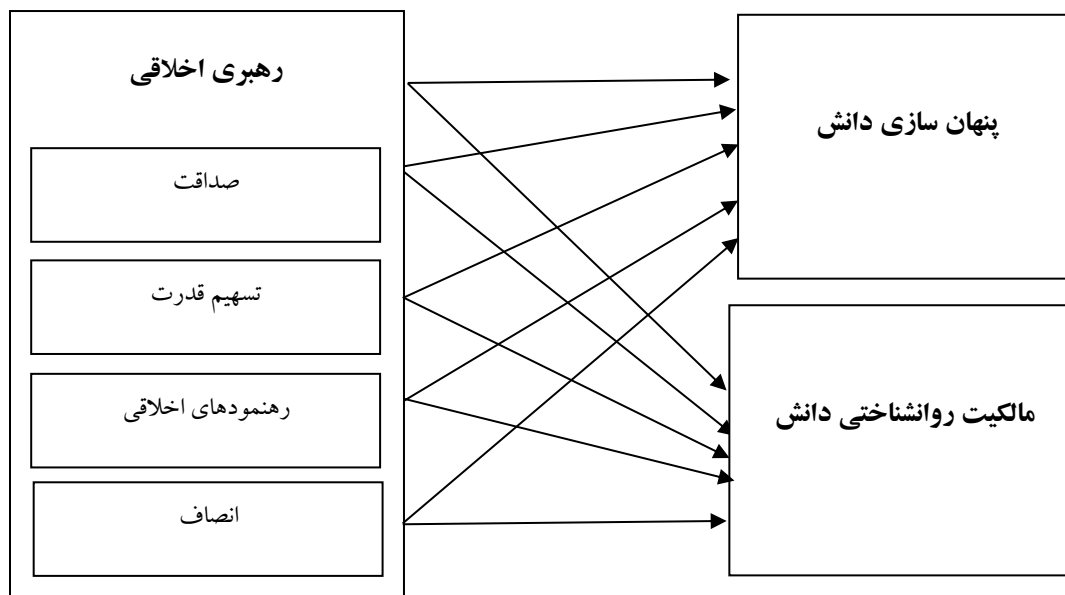 رهبری اخلاقی
صداقت
تسهیم قدرت
رهنمودهای اخلاقی
انصاف
پنهان سازی دانش
مالکیت روانشناختی دانش